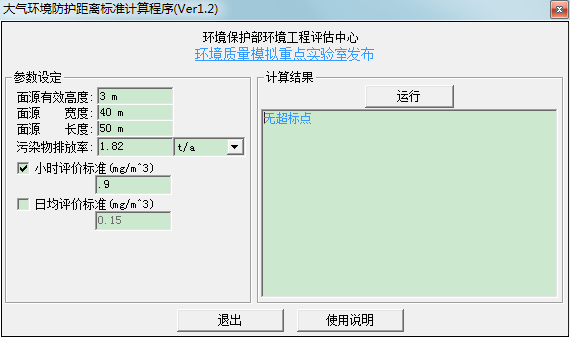 大气环境防护距离标准计算程序(Ver1.2)
环境保护部环境工程评估中心
环境质量模拟重点实验室发布
参数设定
面源有效高度: 3 m
面源 宽度: 40 m
面源 长度: 50 m
污染物排放率: 1.82 t/a
小时评价标准(mg/m^3)
.9
日均评价标准(mg/m^3)
0.15
计算结果
运行
无超标点
退出
使用说明